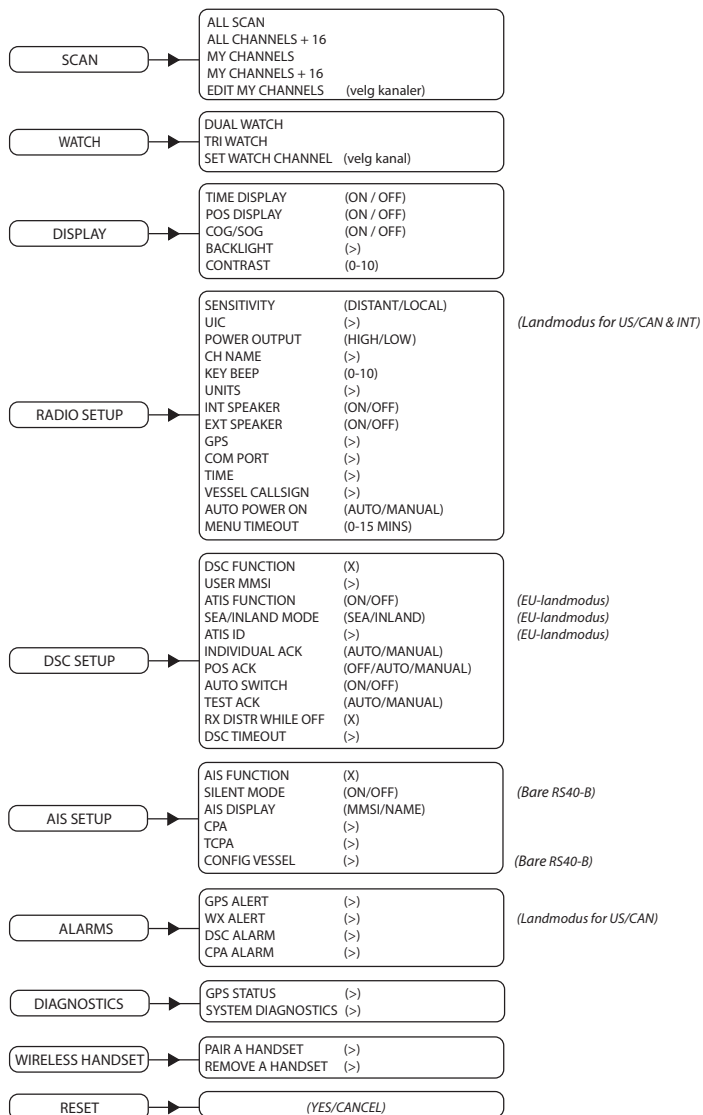 SCAN
ALL SCAN
ALL CHANNELS + 16
MY CHANNELS
MY CHANNELS + 16
EDIT MY CHANNELS (velg kanaler)
WATCH
DUAL WATCH
TRI WATCH
SET WATCH CHANNEL (velg kanal)
DISPLAY
TIME DISPLAY (ON / OFF)
POS DISPLAY (ON / OFF)
COG/SOG (ON / OFF)
BACKLIGHT (>)
CONTRAST (0-10)
RADIO SETUP
SENSITIVITY (DISTANT/LOCAL)
UIC (>) (Landmodus for US/CAN & INT)
POWER OUTPUT (HIGH/LOW)
CH NAME (>)
KEY BEEP (0-10)
UNITS (>)
INT SPEAKER (ON/OFF)
EXT SPEAKER (ON/OFF)
GPS (>)
COM PORT (>)
TIME (>)
VESSEL CALLSIGN (>)
AUTO POWER ON (AUTO/MANUAL)
MENU TIMEOUT (0-15 MINS)
DSC SETUP
DSC FUNCTION (X)
USER MMSI (>)
ATIS FUNCTION (ON/OFF) (EU-landmodus)
SEA/INLAND MODE (SEA/INLAND) (EU-landmodus)
ATIS ID (>) (EU-landmodus)
INDIVIDUAL ACK (AUTO/MANUAL)
POS ACK (OFF/AUTO/MANUAL)
AUTO SWITCH (ON/OFF)
TEST ACK (AUTO/MANUAL)
RX DISTR WHILE OFF (X)
DSC TIMEOUT (>)
AIS SETUP
AIS FUNCTION (X)
SILENT MODE (ON/OFF) (Bare RS40-B)
AIS DISPLAY (MMSI/NAME)
CPA (>)
TCPA (>)
CONFIG VESSEL (>) (Bare RS40-B)
ALARMS
GPS ALERT (>)
WX ALERT (>) (Landmodus for US/CAN)
DSC ALARM (>)
CPA ALARM (>)
DIAGNOSTICS
GPS STATUS (>)
SYSTEM DIAGNOSTICS (>)
WIRELESS HANDSET
PAIR A HANDSET (>)
REMOVE A HANDSET (>)
RESET
(YES/CANCEL)